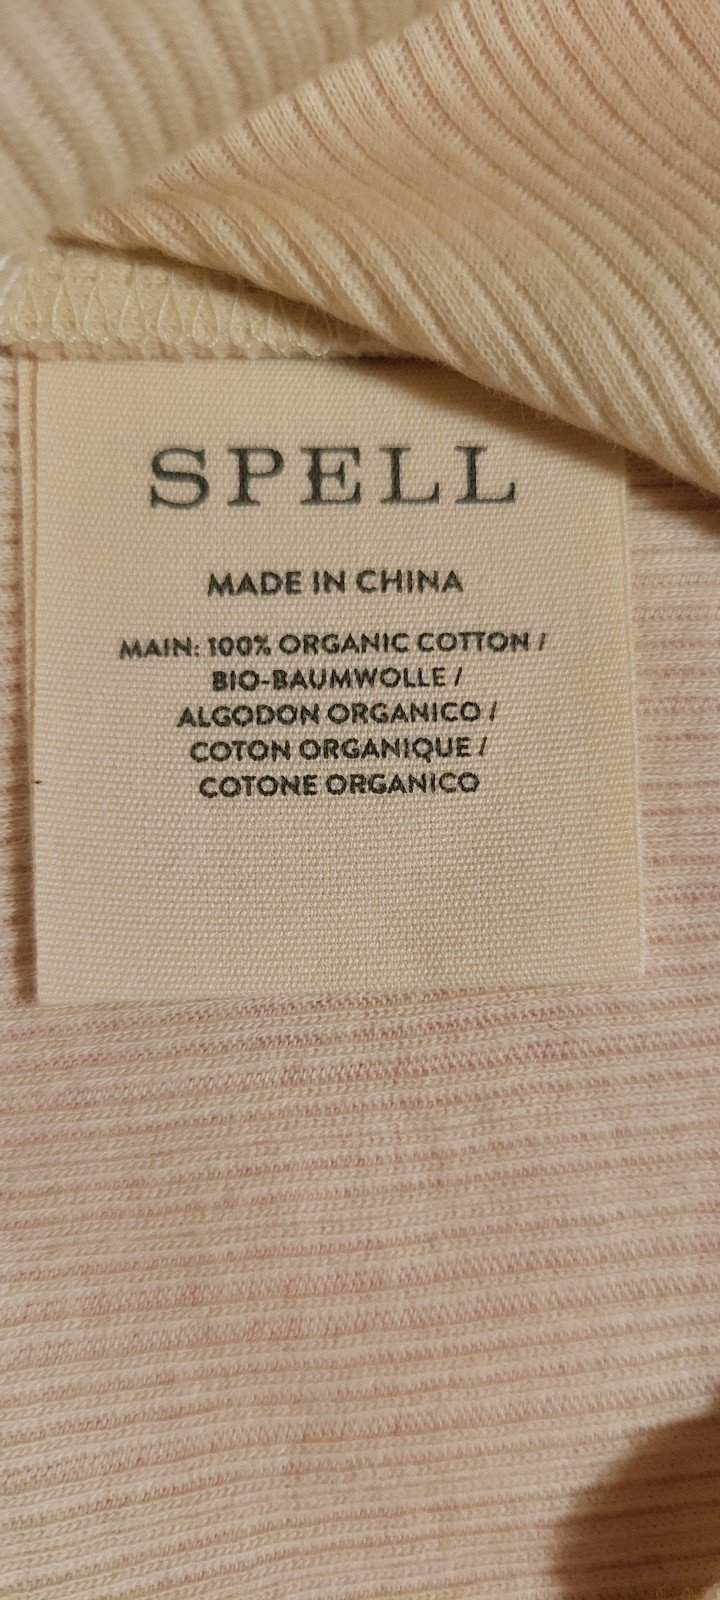 SPELL
MADE IN CHINA
MAIN: 100% ORGANIC COTTON /
BIO-BAUMWOLLE /
ALGODON ORGANICO /
COTON ORGANIQUE /
COTONE ORGANICO